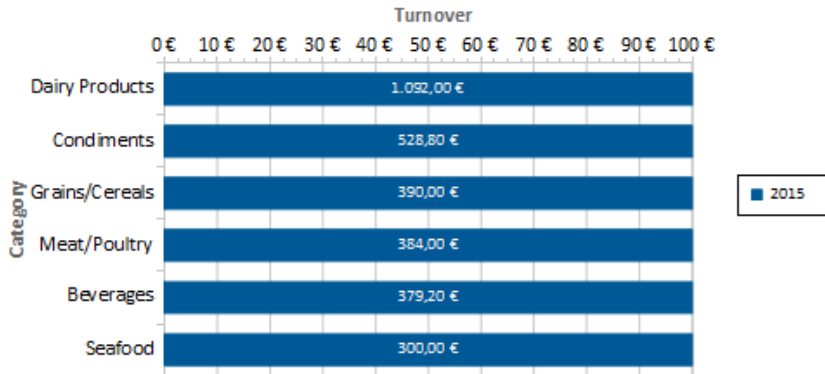 Turnover
0 € 10 € 20 € 30 € 40 € 50 € 60 € 70 € 80 € 90 € 100 €
Category
Dairy Products 1.092,00 €
Condiments 528,80 €
Grains/Cereals 390,00 €
Meat/Poultry 384,00 €
Beverages 379,20 €
Seafood 300,00 €
2015